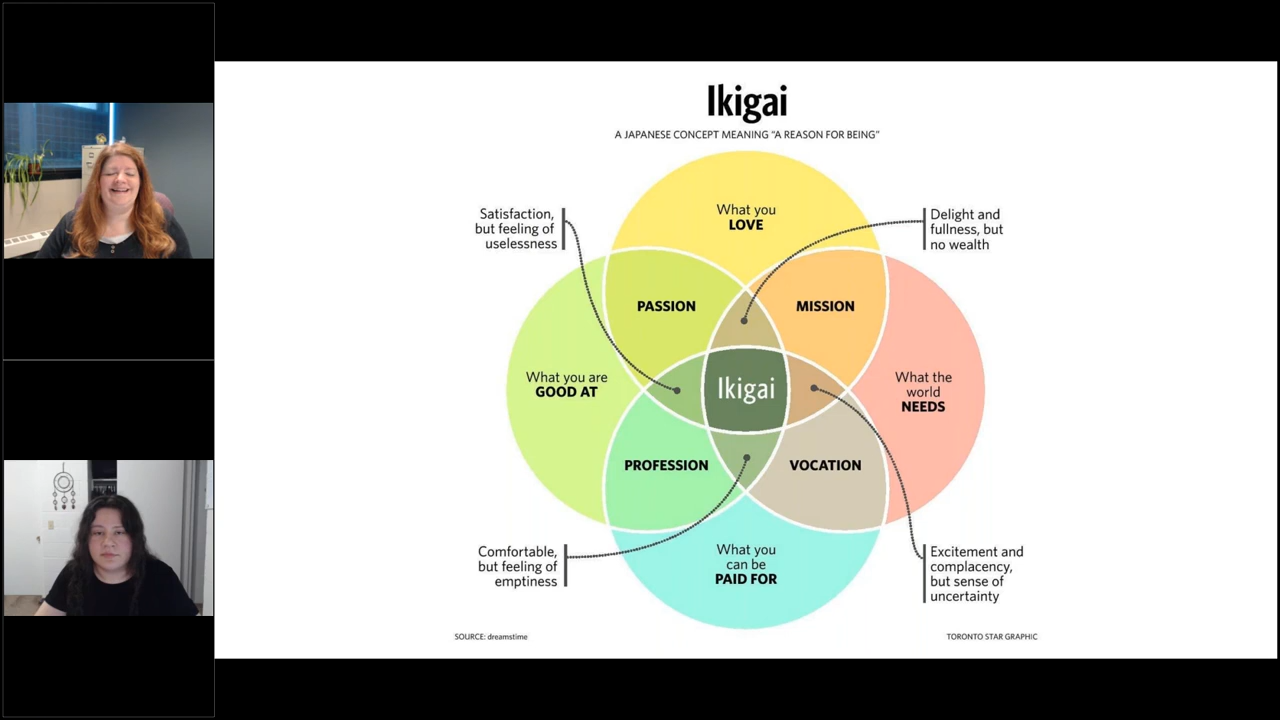 Ikigai
A JAPANESE CONCEPT MEANING "A REASON FOR BEING"
Satisfaction,
but feeling of
uselessness
What you
LOVE
Delight and
fullness, but
no wealth
PASSION
MISSION
What you are
GOOD AT
Ikigai
What the
world
NEEDS
PROFESSION
VOCATION
Comfortable,
but feeling of
emptiness
What you
can be
PAID FOR
Excitement and
complacency,
but sense of
uncertainty
SOURCE: dreamstime
TORONTO STAR GRAPHIC